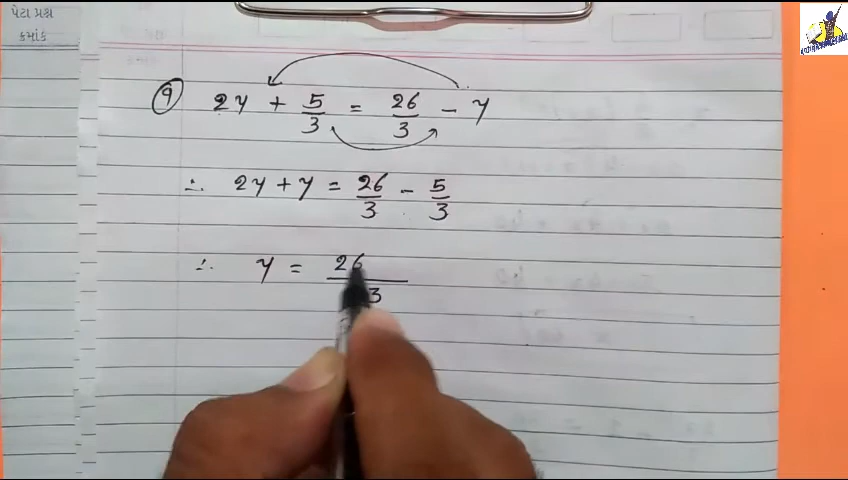 પેટા પ્રશ્ન
ક્રમાંક
9 2y + 5/3 = 26/3 - y
∴ 2y + y = 26/3 - 5/3
∴ y = 26/3